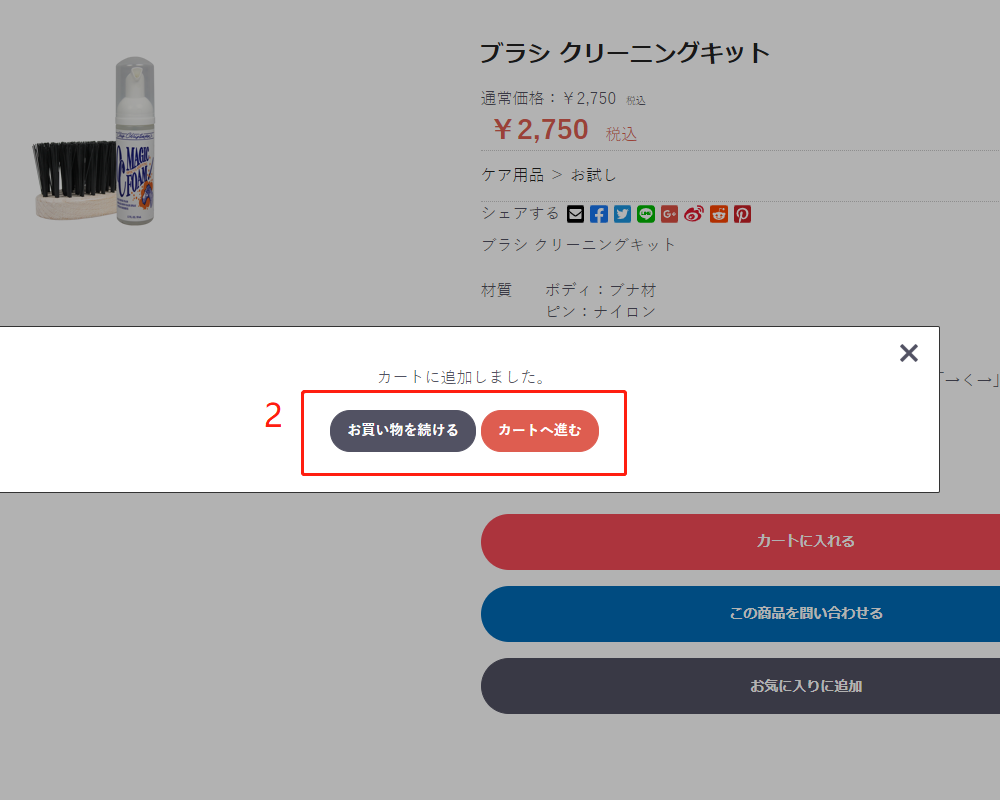 ブラシ クリーニングキット
通常価格：￥2,750 税込
￥2,750 税込
ケア用品 ＞ お試し
シェアする
ブラシ クリーニングキット
材質　　ボディ：ブナ材
ピン：ナイロン
「→く→」
カートに追加しました。
2
お買い物を続ける カートへ進む
カートに入れる
この商品を問い合わせる
お気に入りに追加
MAGIC
FOAM